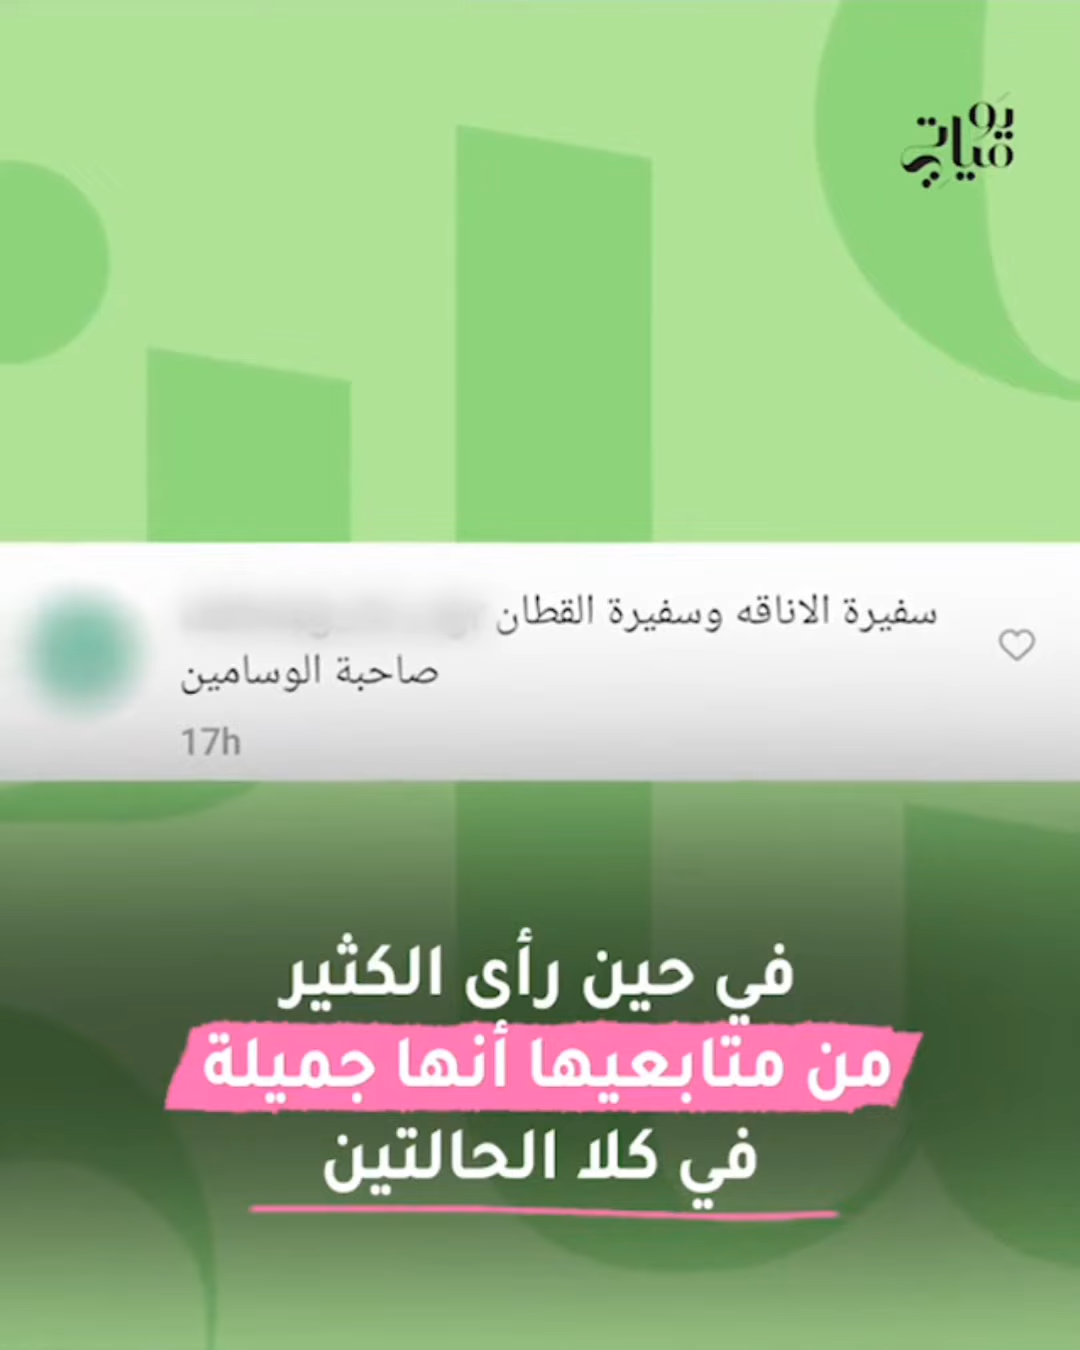 يوميات
سفيرة الاناقه وسفيرة القطان
صاحبة الوسامين
17h
في حين رأى الكثير
من متابعيها أنها جميلة
في كلا الحالتين